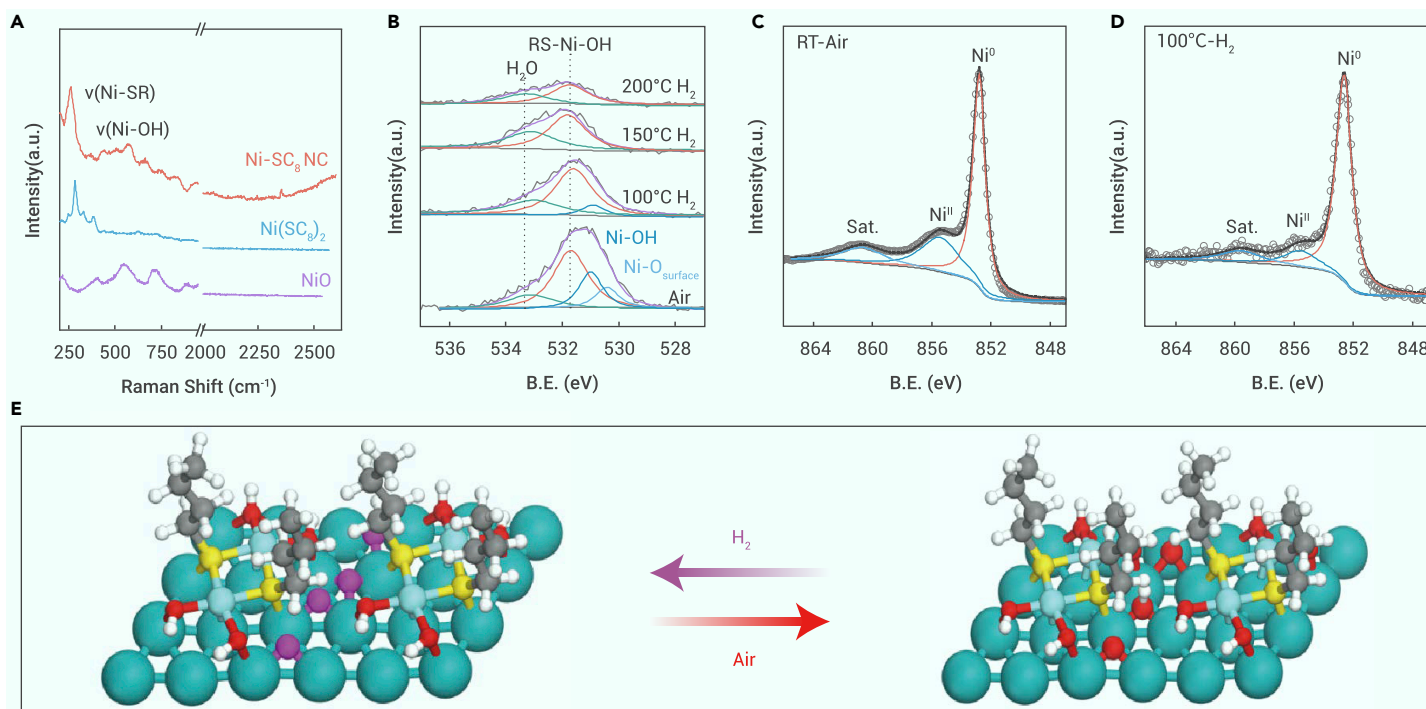 A
Intensity(a.u.)
ν(Ni-SR)
ν(Ni-OH)
Ni-SC₈ NC
Ni(SC₈)₂
NiO
250 500 750 2000 2250 2500
Raman Shift (cm⁻¹)
B
Intensity(a.u.)
RS-Ni-OH
H₂O
200°C H₂
150°C H₂
100°C H₂
Ni-OH
Ni-Osurface
Air
536 534 532 530 528
B.E. (eV)
C
Intensity(a.u.)
RT-Air
Ni⁰
Niᴵᴵ
Sat.
864 860 856 852 848
B.E. (eV)
D
Intensity(a.u.)
100°C-H₂
Ni⁰
Niᴵᴵ
Sat.
864 860 856 852 848
B.E. (eV)
E
H₂
Air